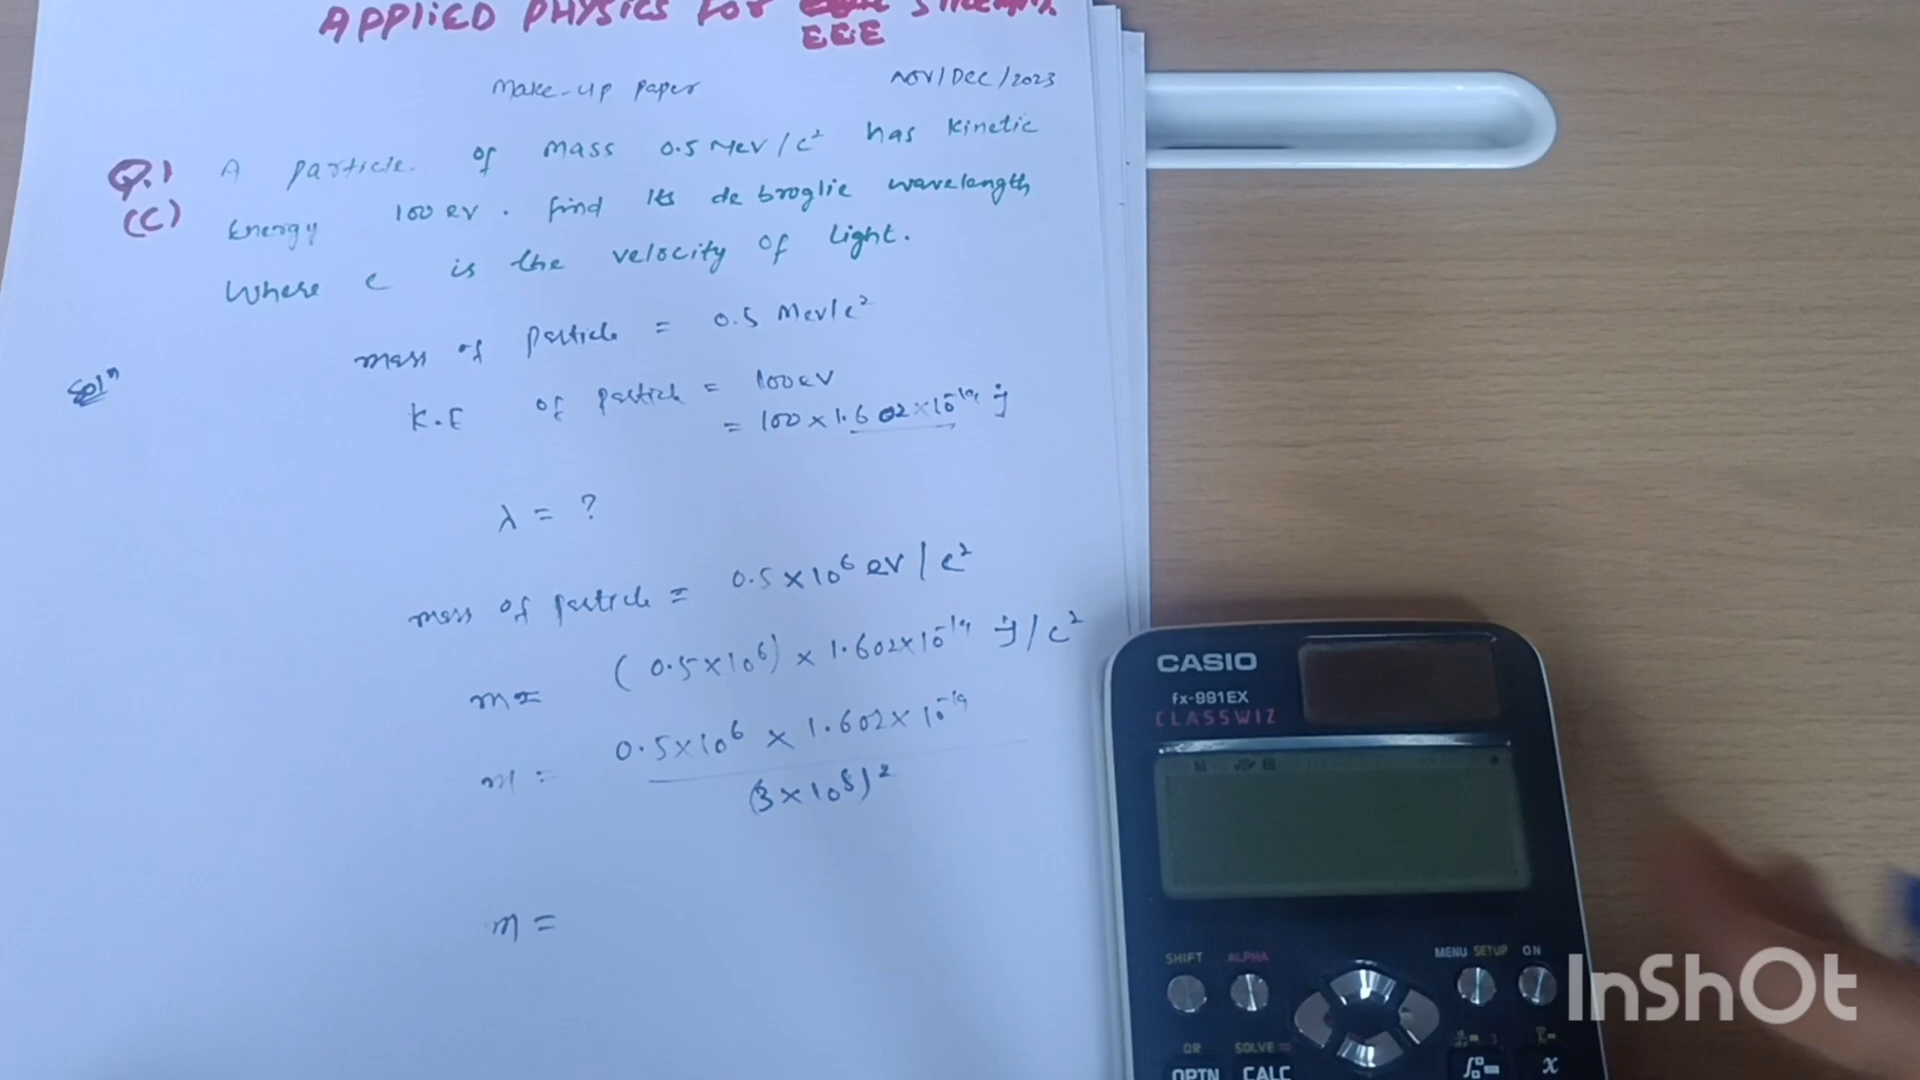 APPLIED PHYSICS FOR
EEE
Make-up paper Nov/Dec/2023
Q.1 A particle of mass 0.5 Mev/c² has kinetic
(C) Energy 100 ev. find its de broglie wavelength
Where c is the velocity of light.
Solⁿ mass of particle = 0.5 Mev/c²
K.E of particle = 100ev
= 100 × 1.602×10⁻¹⁹ j
λ = ?
mass of particle = 0.5×10⁶ ev/c²
m = (0.5×10⁶) × 1.602×10⁻¹⁹ j/c²
m = 0.5×10⁶ × 1.602×10⁻¹⁹
(3×10⁸)²
m =
CASIO
fx-991EX
CLASSWIZ
SHIFT ALPHA MENU SETUP ON
SOLVE =
OPTN CALC x
InShOt